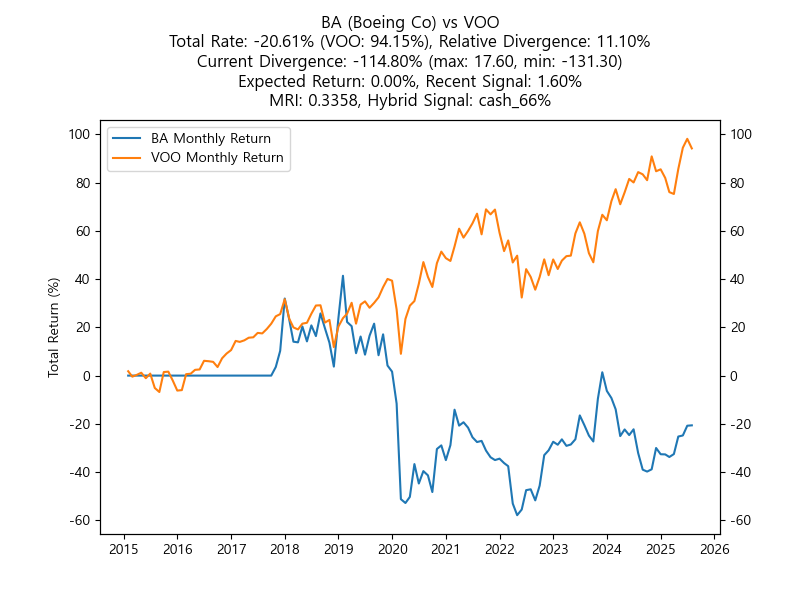 BA (Boeing Co) vs VOO
Total Rate: -20.61% (VOO: 94.15%), Relative Divergence: 11.10%
Current Divergence: -114.80% (max: 17.60, min: -131.30)
Expected Return: 0.00%, Recent Signal: 1.60%
MRI: 0.3358, Hybrid Signal: cash_66%
BA Monthly Return
VOO Monthly Return
Total Return (%)
100
80
60
40
20
0
-20
-40
-60
100
80
60
40
20
0
-20
-40
-60
2015 2016 2017 2018 2019 2020 2021 2022 2023 2024 2025 2026